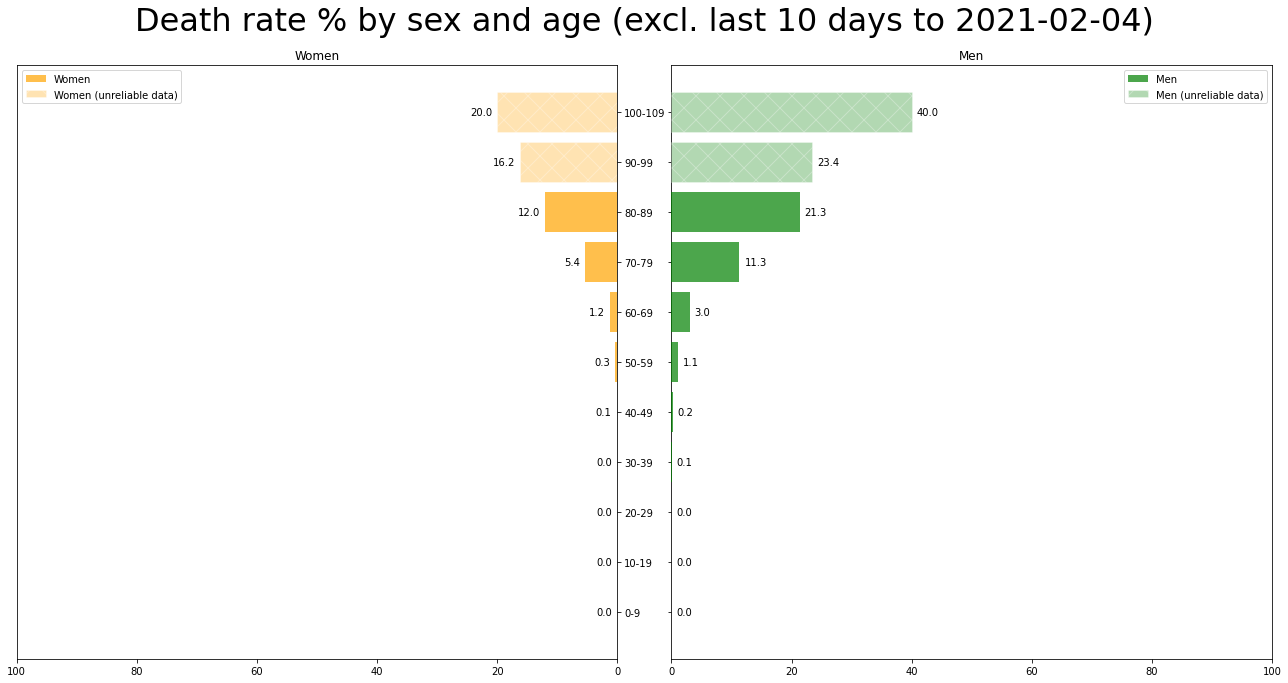 Death rate % by sex and age (excl. last 10 days to 2021-02-04)
Women
Men
Women
Women (unreliable data)
Men
Men (unreliable data)
20.0 100-109 40.0
16.2 90-99 23.4
12.0 80-89 21.3
5.4 70-79 11.3
1.2 60-69 3.0
0.3 50-59 1.1
0.1 40-49 0.2
0.0 30-39 0.1
0.0 20-29 0.0
0.0 10-19 0.0
0.0 0-9 0.0
100 80 60 40 20 0
0 20 40 60 80 100